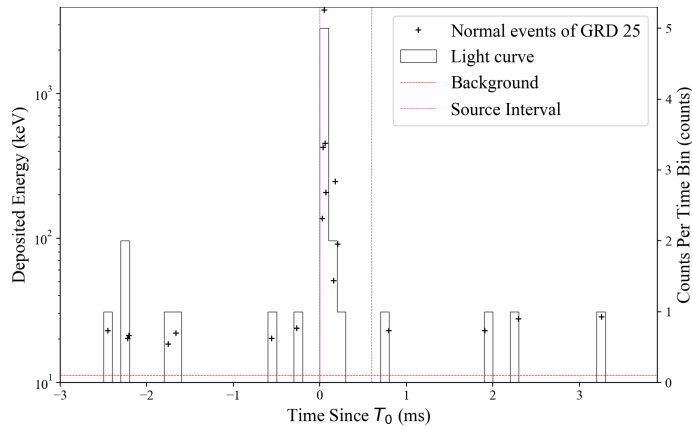 Normal events of GRD 25
Light curve
Background
Source Interval
Deposited Energy (keV)
10³
10²
10¹
Counts Per Time Bin (counts)
5
4
3
2
1
0
−3
−2
−1
0
1
2
3
Time Since T₀ (ms)